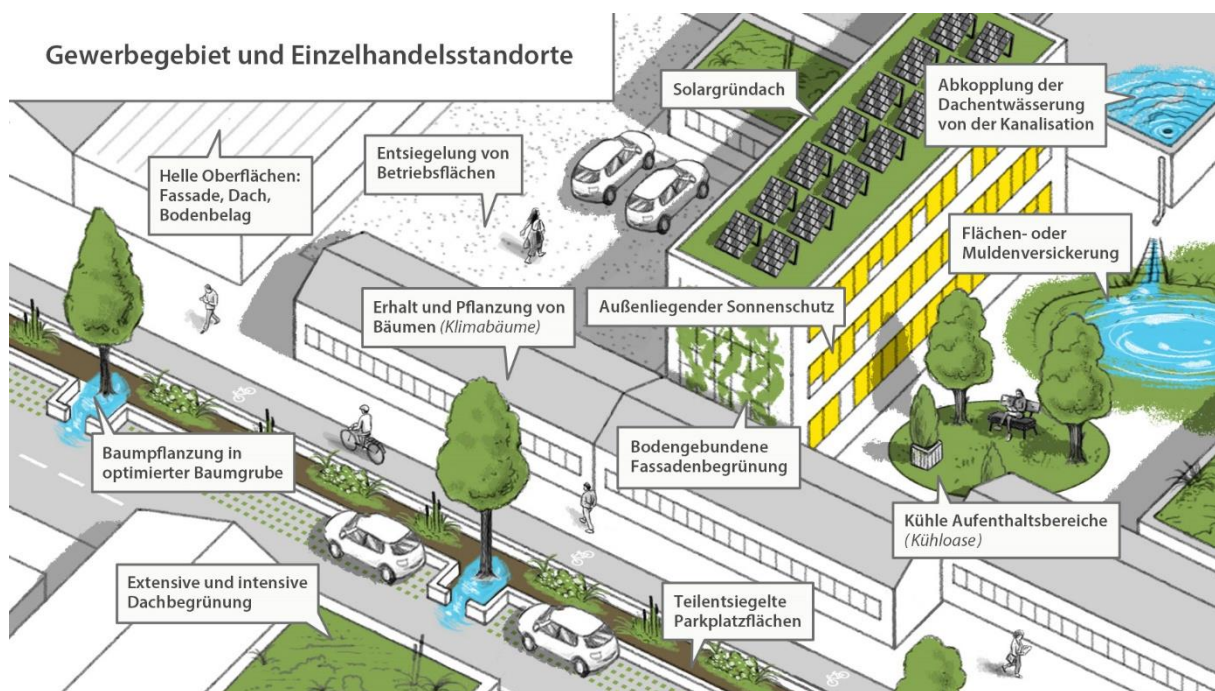 Gewerbegebiet und Einzelhandelsstandorte
Solargründach
Abkopplung der
Dachentwässerung
von der Kanalisation
Helle Oberflächen:
Fassade, Dach,
Bodenbelag
Entsiegelung von
Betriebsflächen
Flächen- oder
Muldenversickerung
Erhalt und Pflanzung von
Bäumen (Klimabäume)
Außenliegender Sonnenschutz
Baumpflanzung in
optimierter Baumgrube
Bodengebundene
Fassadenbegrünung
Kühle Aufenthaltsbereiche
(Kühloase)
Extensive und intensive
Dachbegrünung
Teilentsiegelte
Parkplatzflächen